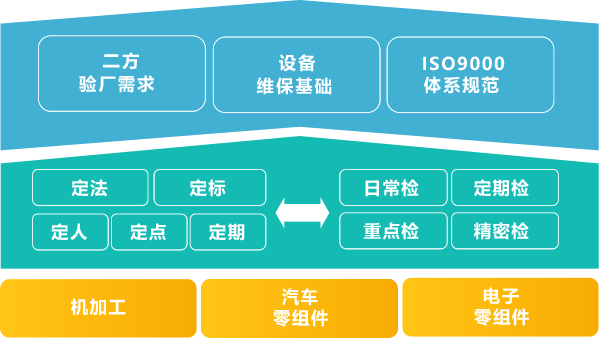 二方
验厂需求
设备
维保基础
ISO9000
体系规范
定法
定标
日常检
定期检
定人
定点
定期
重点检
精密检
机加工
汽车
零组件
电子
零组件